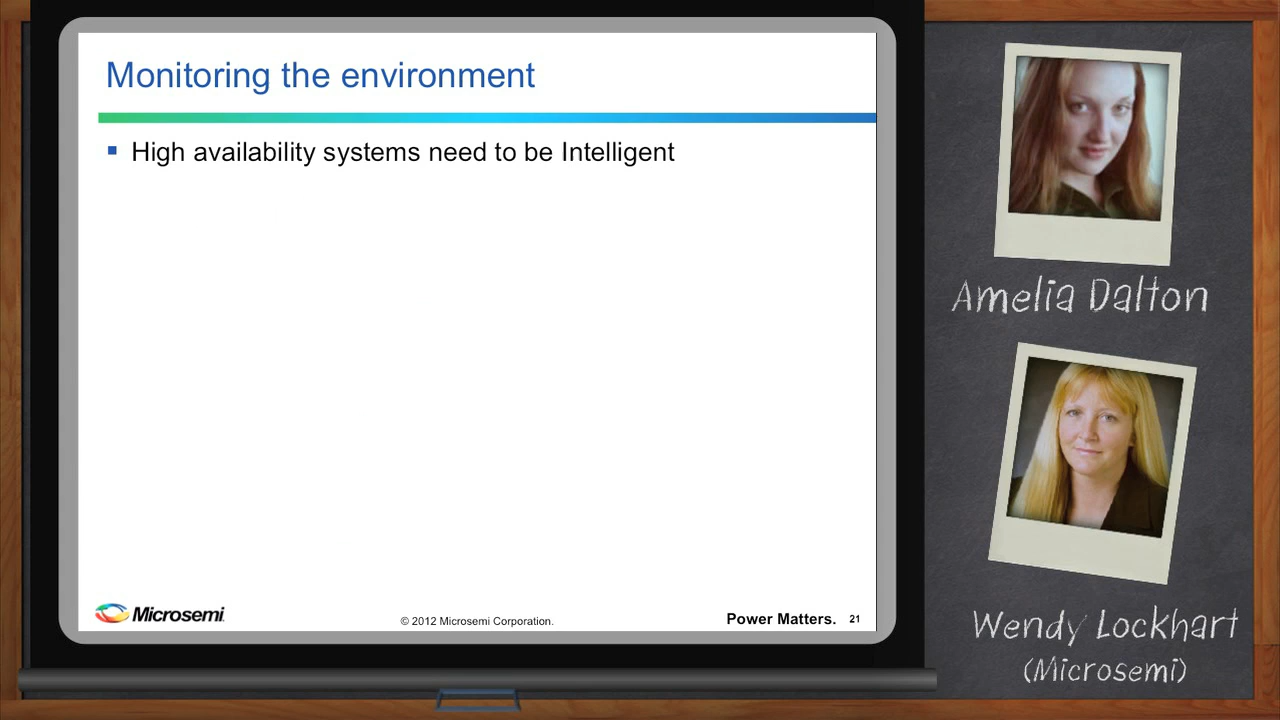 Monitoring the environment
High availability systems need to be Intelligent
Microsemi
© 2012 Microsemi Corporation.
Power Matters.
21
Amelia Dalton
Wendy Lockhart
(Microsemi)